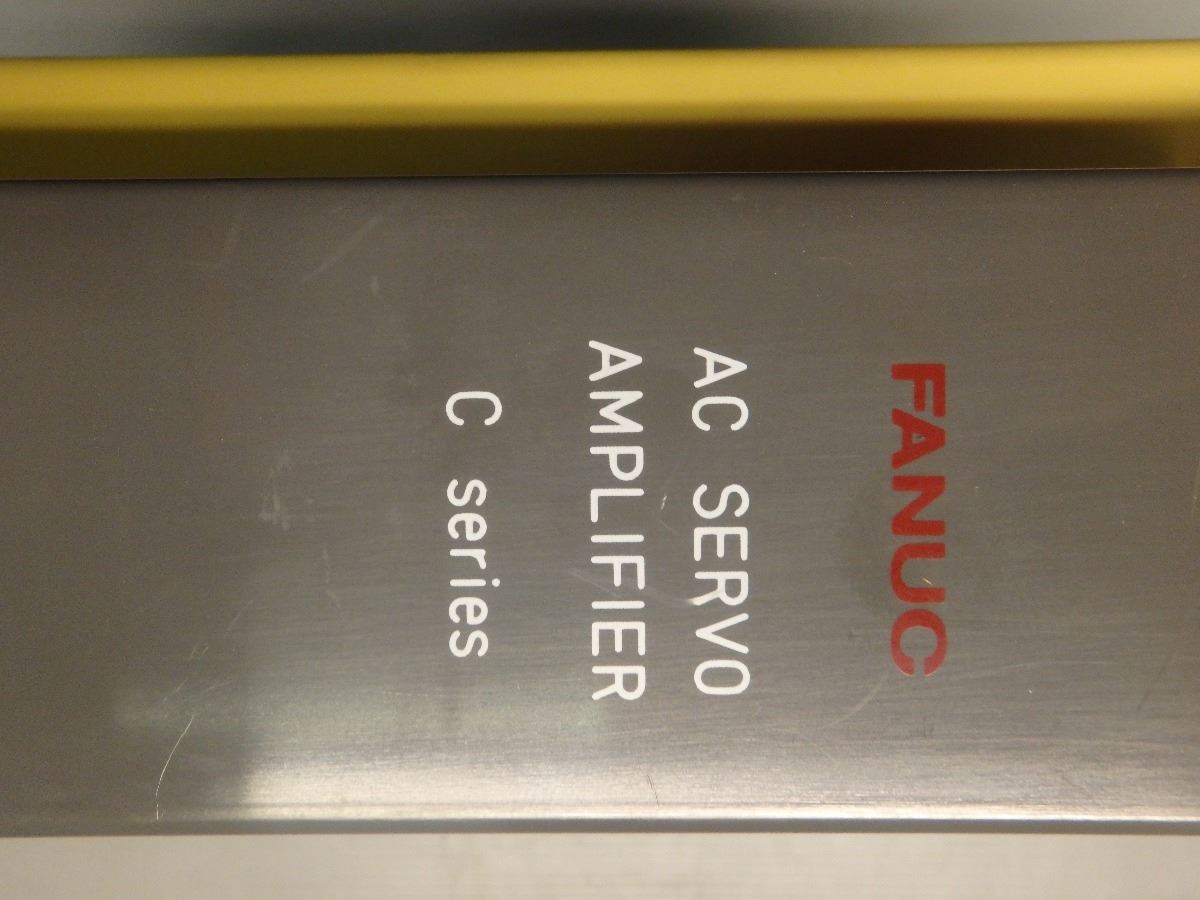 FANUC
AC SERVO
AMPLIFIER
C series